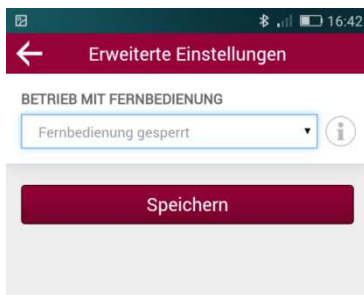 16:42
Erweiterte Einstellungen
BETRIEB MIT FERNBEDIENUNG
Fernbedienung gesperrt
Speichern